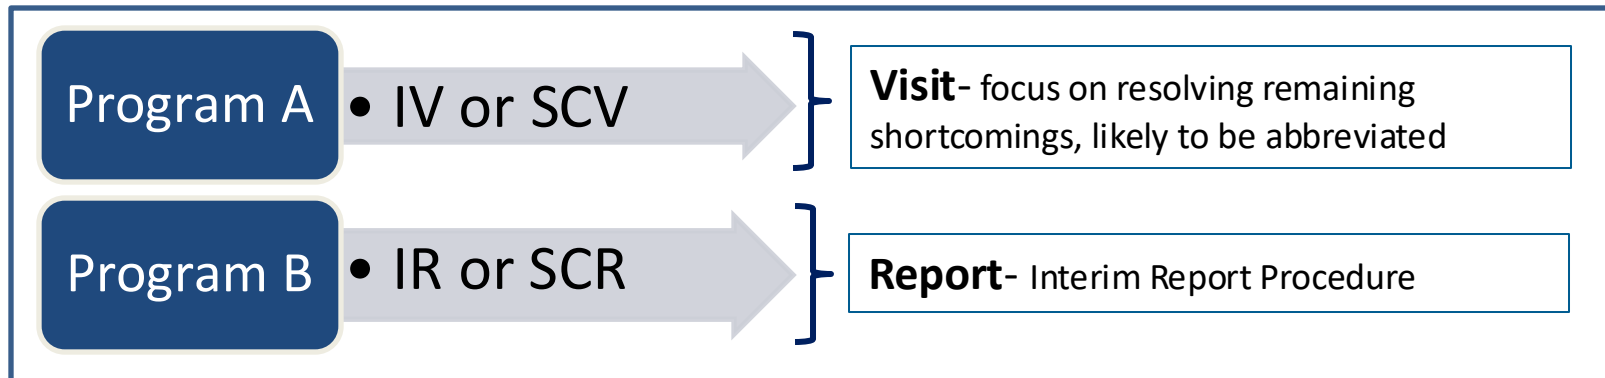 Program A
• IV or SCV
Visit- focus on resolving remaining
shortcomings, likely to be abbreviated
Program B
• IR or SCR
Report- Interim Report Procedure